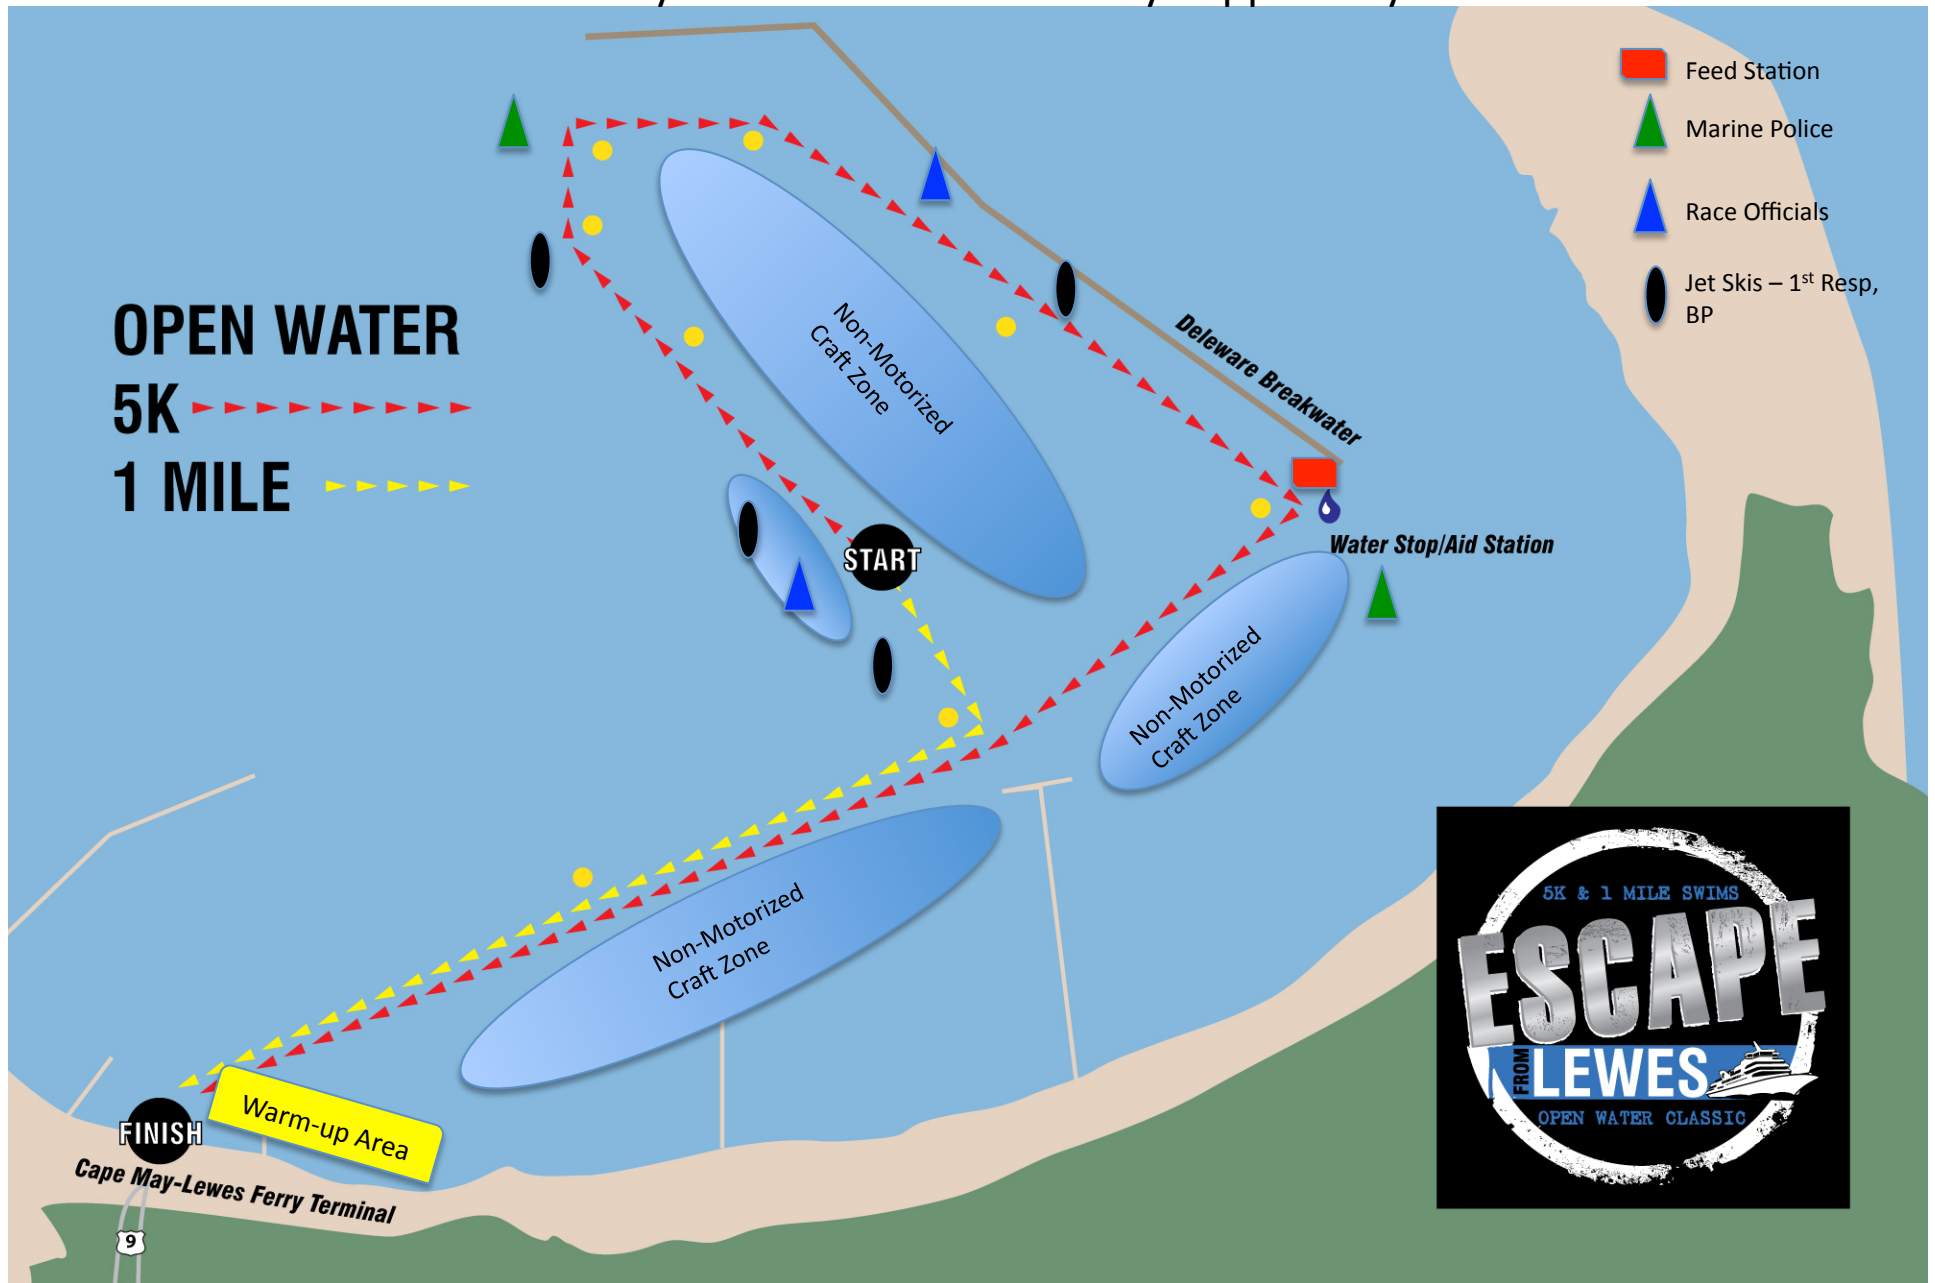 Feed Station
Marine Police
Race Officials
Jet Skis – 1st Resp,
BP
OPEN WATER
5K
1 MILE
Non-Motorized
Craft Zone
Deleware Breakwater
START
Water Stop/Aid Station
Non-Motorized
Craft Zone
Non-Motorized
Craft Zone
Warm-up Area
FINISH
Cape May-Lewes Ferry Terminal
9
5K & 1 MILE SWIMS
ESCAPE
FROM
LEWES
OPEN WATER CLASSIC